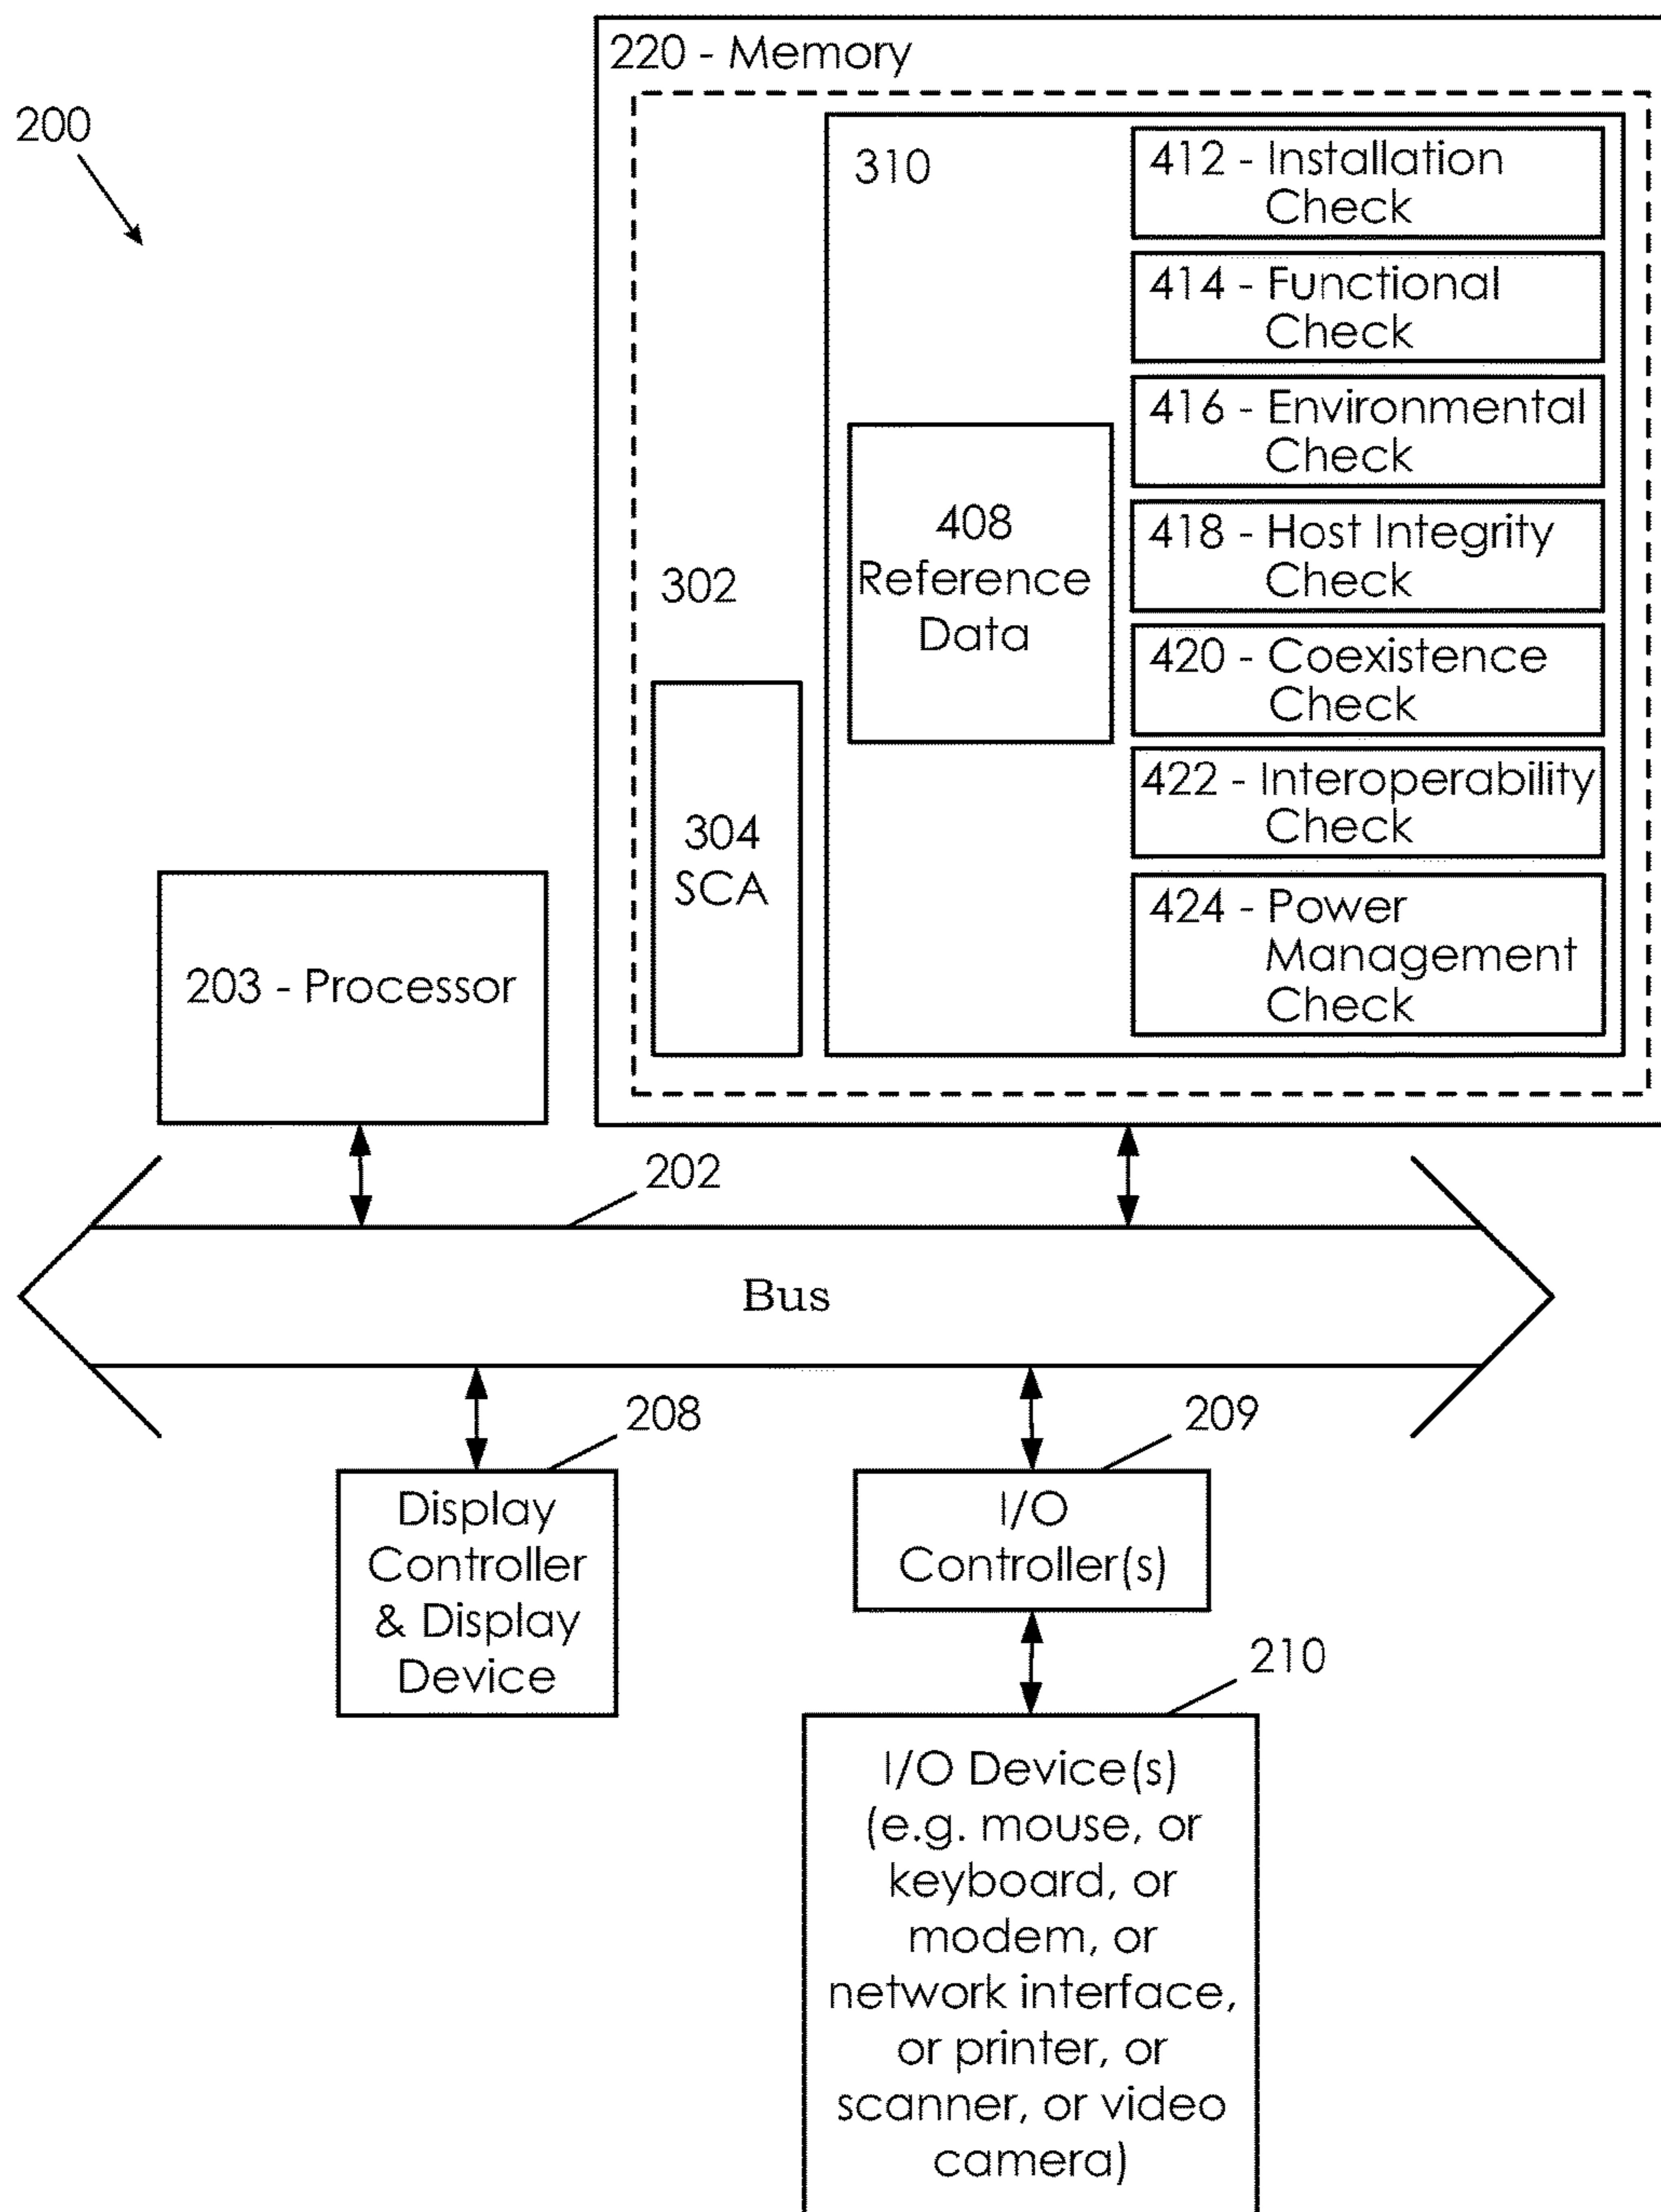 220 - Memory
200
310
412 - Installation
Check
414 - Functional
Check
416 - Environmental
Check
408
Reference
Data
418 - Host Integrity
Check
302
420 - Coexistence
Check
304
SCA
422 - Interoperability
Check
424 - Power
Management
Check
203 - Processor
202
Bus
208
Display
Controller
& Display
Device
209
I/O
Controller(s)
210
I/O Device(s)
(e.g. mouse, or
keyboard, or
modem, or
network interface,
or printer, or
scanner, or video
camera)